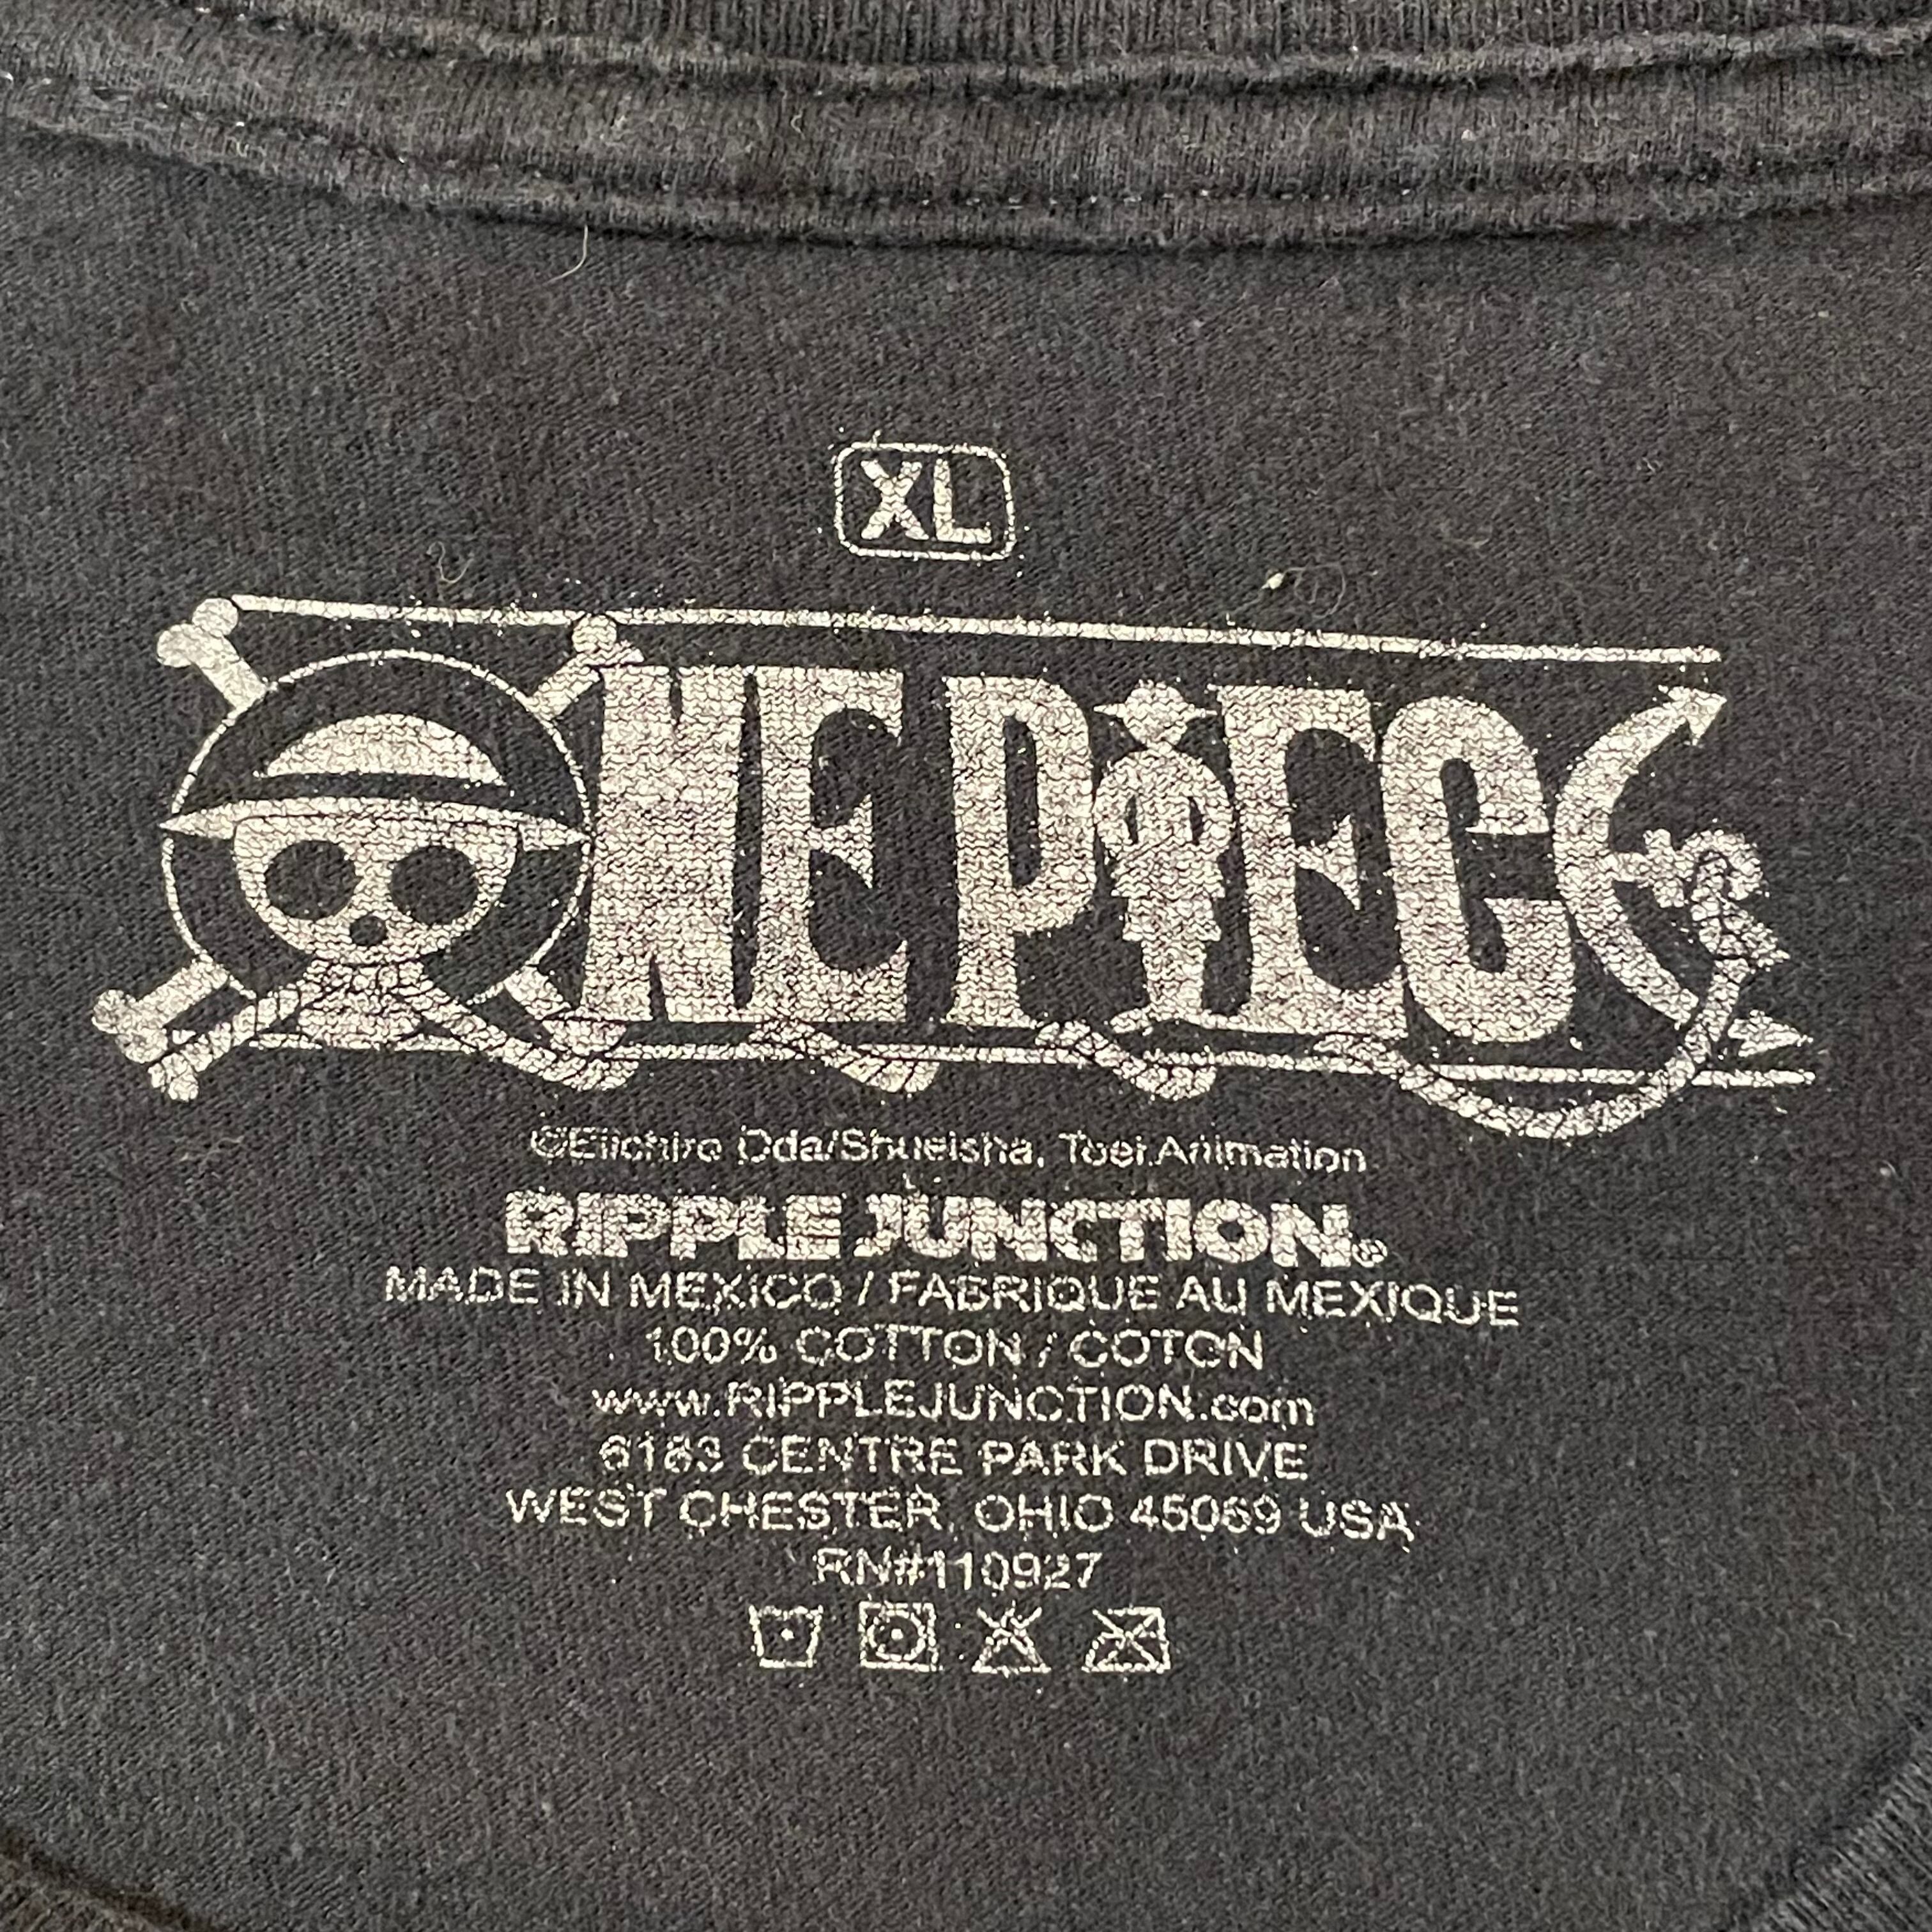 XL
ONE PIECE
©Eiichiro Oda/Shueisha, Toei Animation
RIPPLE JUNCTION®
MADE IN MEXICO / FABRIQUE AU MEXIQUE
100% COTTON / COTON
www.RIPPLEJUNCTION.com
6183 CENTRE PARK DRIVE
WEST CHESTER, OHIO 45069 USA
RN#110927